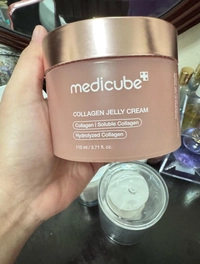 medicube
COLLAGEN JELLY CREAM
Collagen | Soluble Collagen
Hydrolyzed Collagen
110 ml / 3.71 fl. oz.